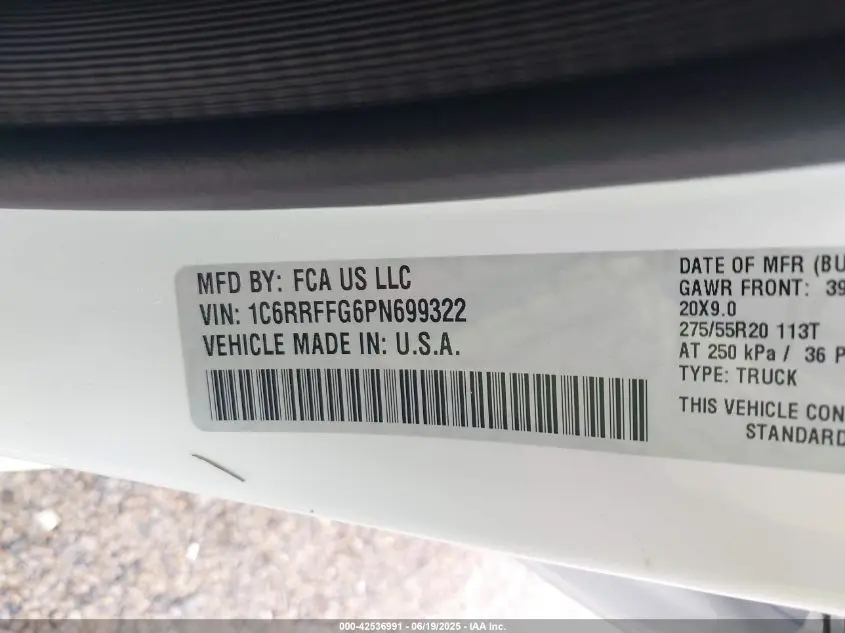 MFD BY: FCA US LLC
VIN: 1C6RRFFG6PN699322
VEHICLE MADE IN: U.S.A.
DATE OF MFR (BU
GAWR FRONT: 39
20X9.0
275/55R20 113T
AT 250 kPa / 36 P
TYPE: TRUCK
THIS VEHICLE CON
STANDARD
000-42536991 - 06/19/2025 - IAA Inc.